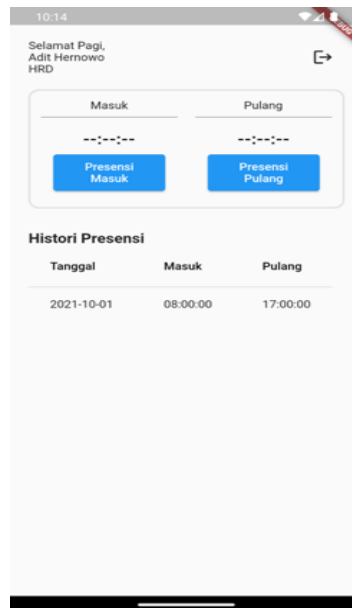 10:14
Selamat Pagi,
Adit Hernowo
HRD
Masuk Pulang
--:--:-- --:--:--
Presensi Presensi
Masuk Pulang
Histori Presensi
Tanggal Masuk Pulang
2021-10-01 08:00:00 17:00:00